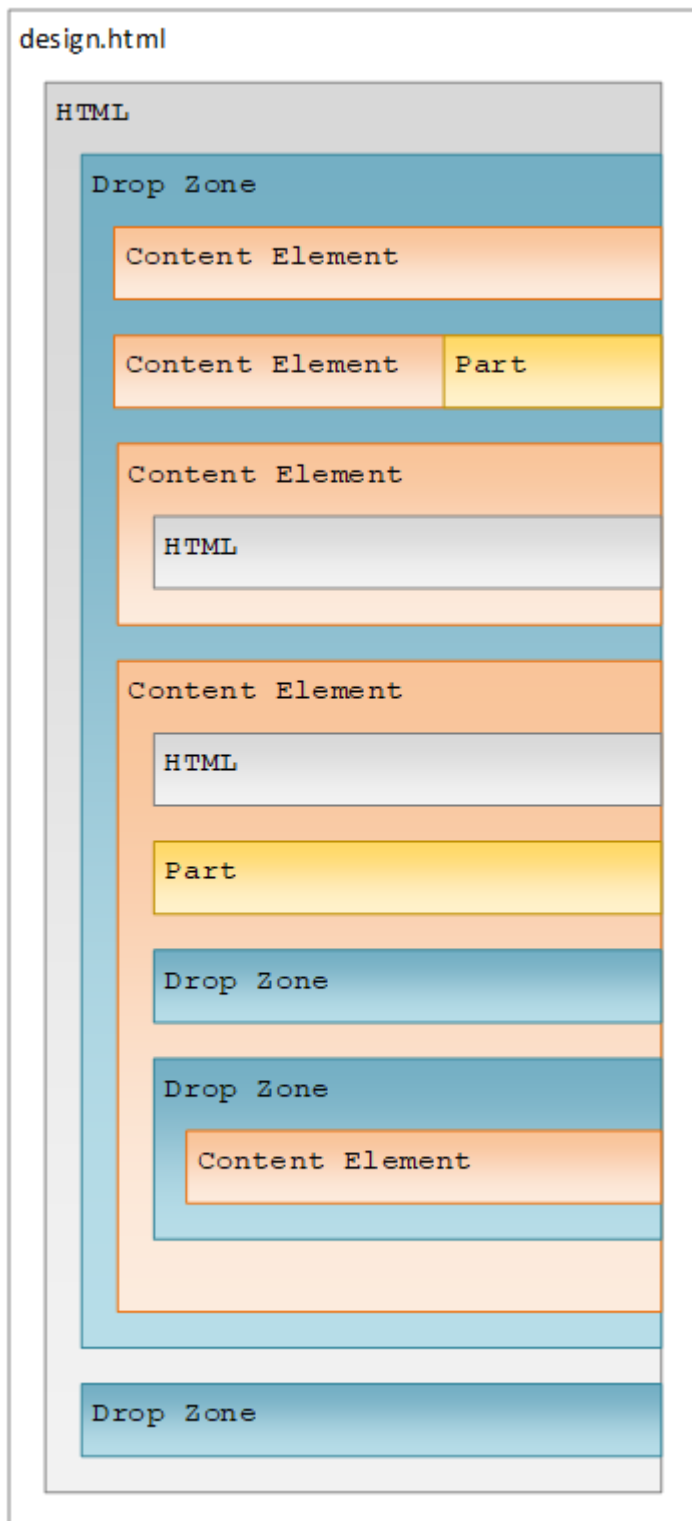 design.html
HTML
Drop Zone
Content Element
Content Element Part
Content Element
HTML
Content Element
HTML
Part
Drop Zone
Drop Zone
Content Element
Drop Zone